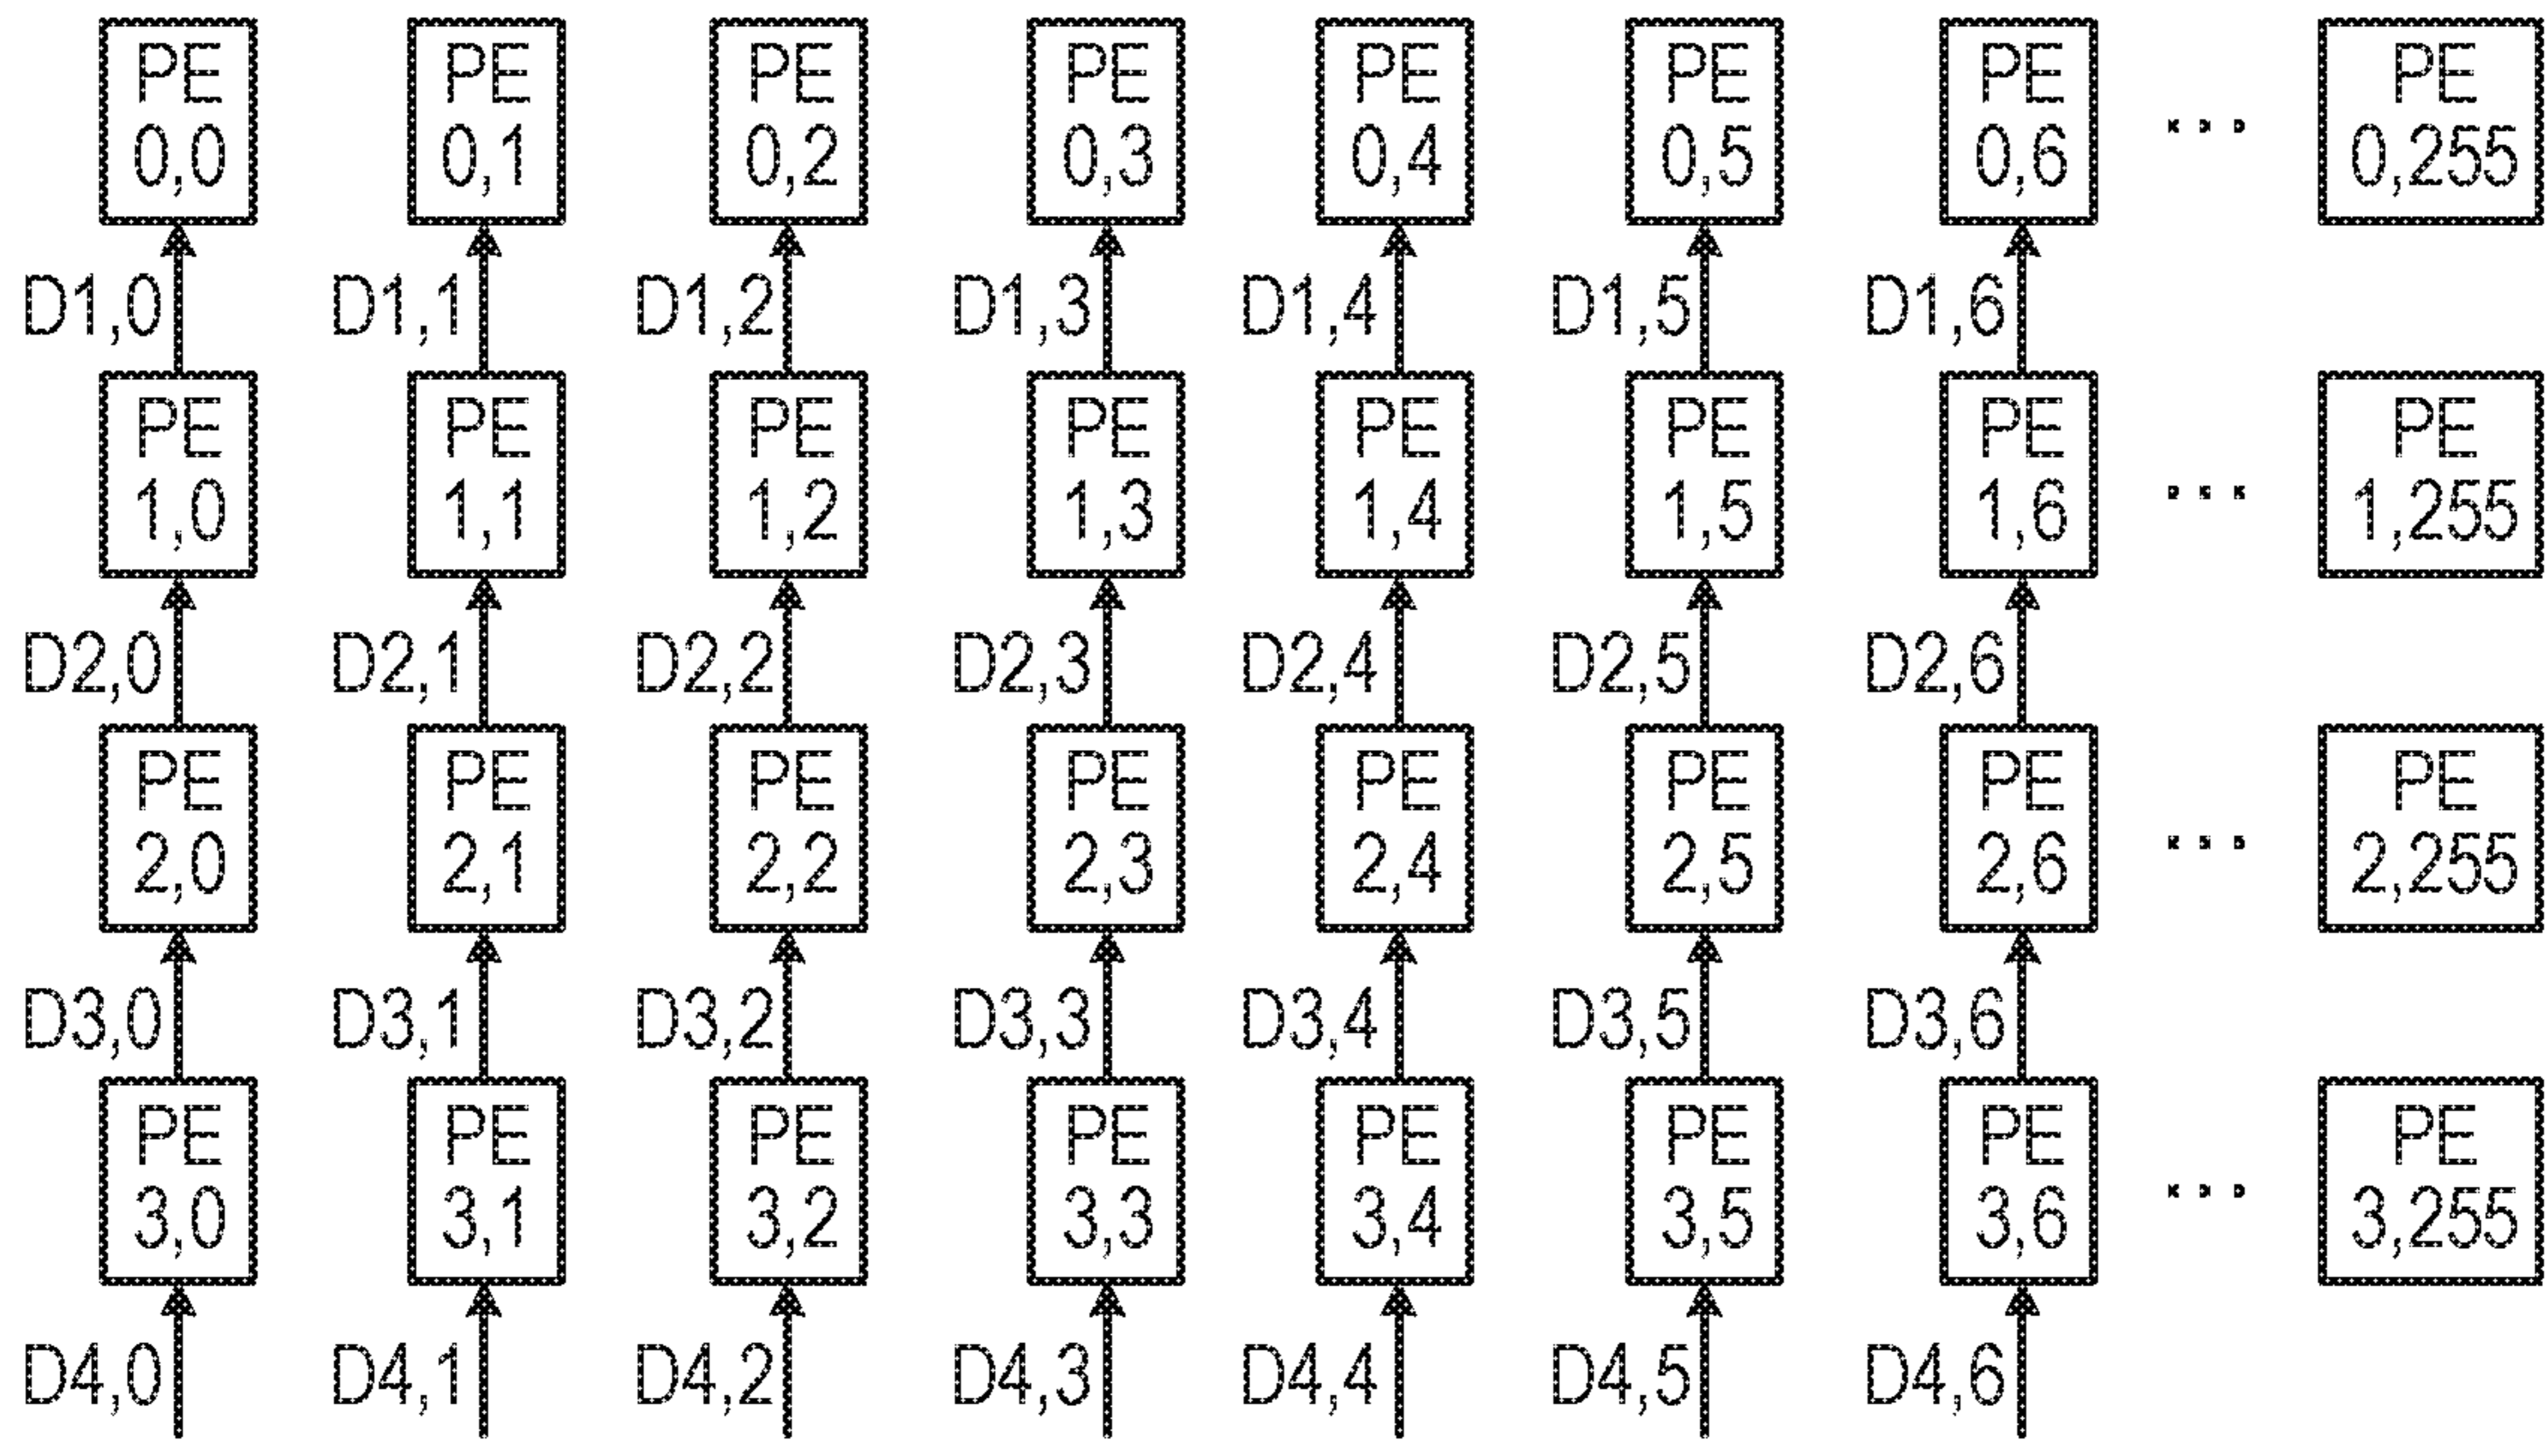 PE PE PE PE PE PE PE PE
0,0 0,1 0,2 0,3 0,4 0,5 0,6 ... 0,255
D1,0 D1,1 D1,2 D1,3 D1,4 D1,5 D1,6
PE PE PE PE PE PE PE PE
1,0 1,1 1,2 1,3 1,4 1,5 1,6 ... 1,255
D2,0 D2,1 D2,2 D2,3 D2,4 D2,5 D2,6
PE PE PE PE PE PE PE PE
2,0 2,1 2,2 2,3 2,4 2,5 2,6 ... 2,255
D3,0 D3,1 D3,2 D3,3 D3,4 D3,5 D3,6
PE PE PE PE PE PE PE PE
3,0 3,1 3,2 3,3 3,4 3,5 3,6 ... 3,255
D4,0 D4,1 D4,2 D4,3 D4,4 D4,5 D4,6